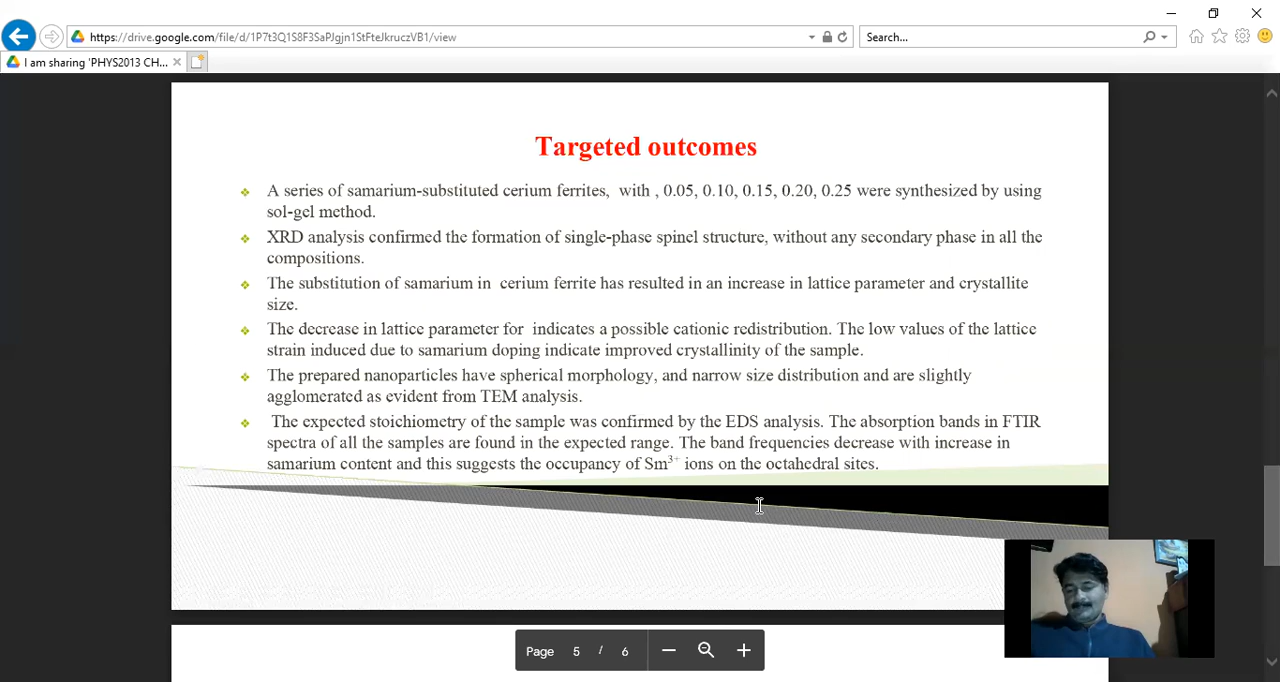 https://drive.google.com/file/d/1P7t3Q1S8F3SaPJgjn1StFteJkruczVB1/view
Search...
I am sharing 'PHYS2013 CH...
Targeted outcomes
A series of samarium-substituted cerium ferrites,  with , 0.05, 0.10, 0.15, 0.20, 0.25 were synthesized by using
sol-gel method.
XRD analysis confirmed the formation of single-phase spinel structure, without any secondary phase in all the
compositions.
The substitution of samarium in  cerium ferrite has resulted in an increase in lattice parameter and crystallite
size.
The decrease in lattice parameter for  indicates a possible cationic redistribution. The low values of the lattice
strain induced due to samarium doping indicate improved crystallinity of the sample.
The prepared nanoparticles have spherical morphology, and narrow size distribution and are slightly
agglomerated as evident from TEM analysis.
The expected stoichiometry of the sample was confirmed by the EDS analysis. The absorption bands in FTIR
spectra of all the samples are found in the expected range. The band frequencies decrease with increase in
samarium content and this suggests the occupancy of Sm³⁺ ions on the octahedral sites.
Page 5 / 6